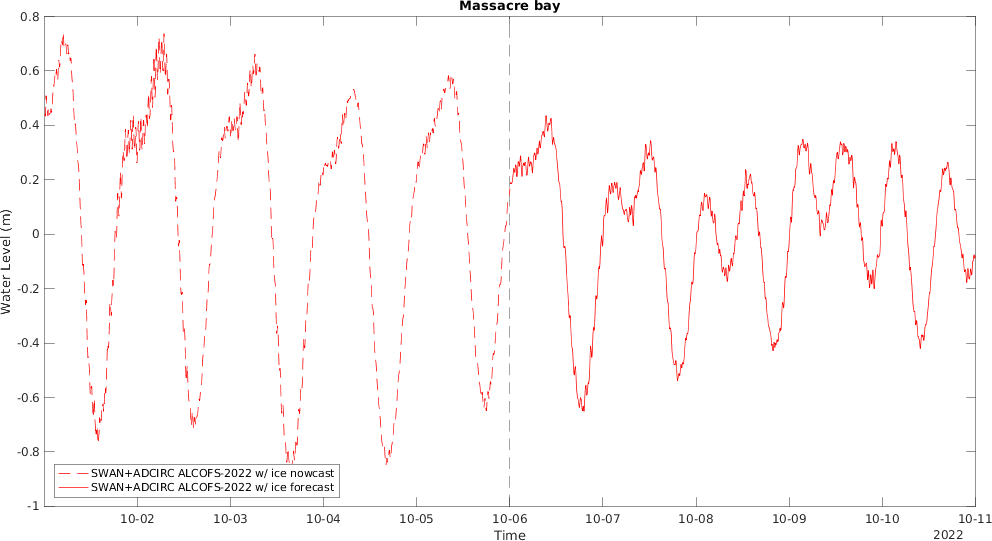 Massacre bay
0.8
0.6
0.4
0.2
0
-0.2
-0.4
-0.6
-0.8
-1
Water Level (m)
SWAN+ADCIRC ALCOFS-2022 w/ ice nowcast
SWAN+ADCIRC ALCOFS-2022 w/ ice forecast
10-02 10-03 10-04 10-05 10-06 10-07 10-08 10-09 10-10 10-11
Time
2022